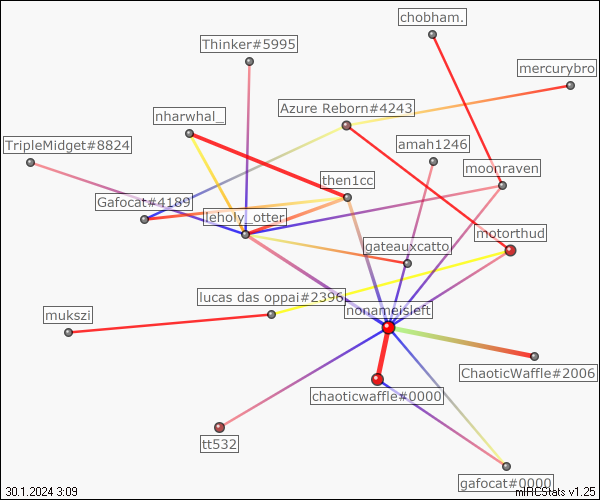 chobham.
Thinker#5995
mercurybro
Azure Reborn#4243
nharwhal_
TripleMidget#8824
amah1246
moonraven
then1cc
Gafocat#4189
leholy_otter
motorthud
gateauxcatto
lucas das oppai#2396
nonameisleft
mukszi
ChaoticWaffle#2006
chaoticwaffle#0000
tt532
gafocat#0000
30.1.2024 3:09
mIRCStats v1.25